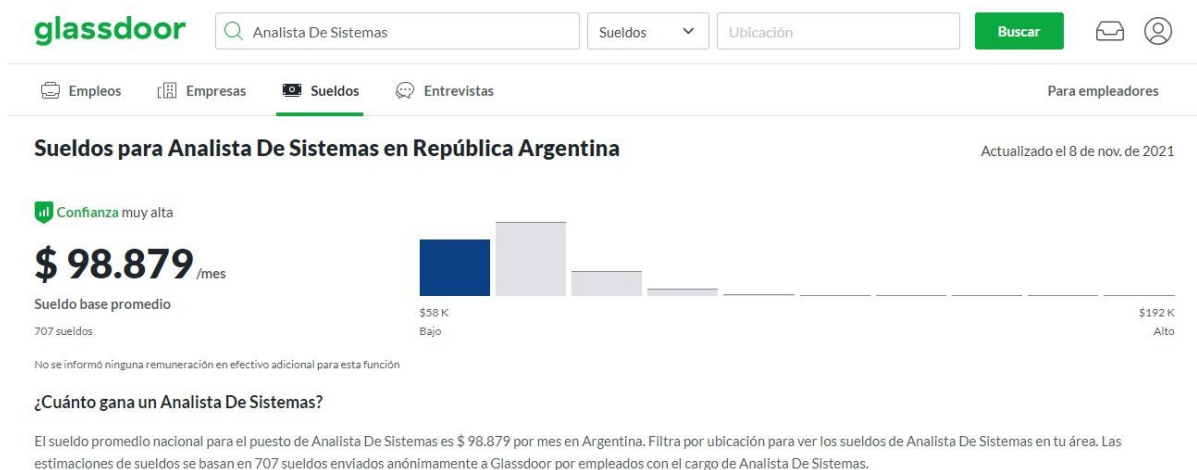 glassdoor Analista De Sistemas Sueldos Ubicación Buscar
Empleos Empresas Sueldos Entrevistas Para empleadores
Sueldos para Analista De Sistemas en República Argentina
Actualizado el 8 de nov. de 2021
Confianza muy alta
$ 98.879 /mes
Sueldo base promedio
707 sueldos
$58 K
Bajo
$192 K
Alto
No se informó ninguna remuneración en efectivo adicional para esta función
¿Cuánto gana un Analista De Sistemas?
El sueldo promedio nacional para el puesto de Analista De Sistemas es $ 98.879 por mes en Argentina. Filtra por ubicación para ver los sueldos de Analista De Sistemas en tu área. Las
estimaciones de sueldos se basan en 707 sueldos enviados anónimamente a Glassdoor por empleados con el cargo de Analista De Sistemas.